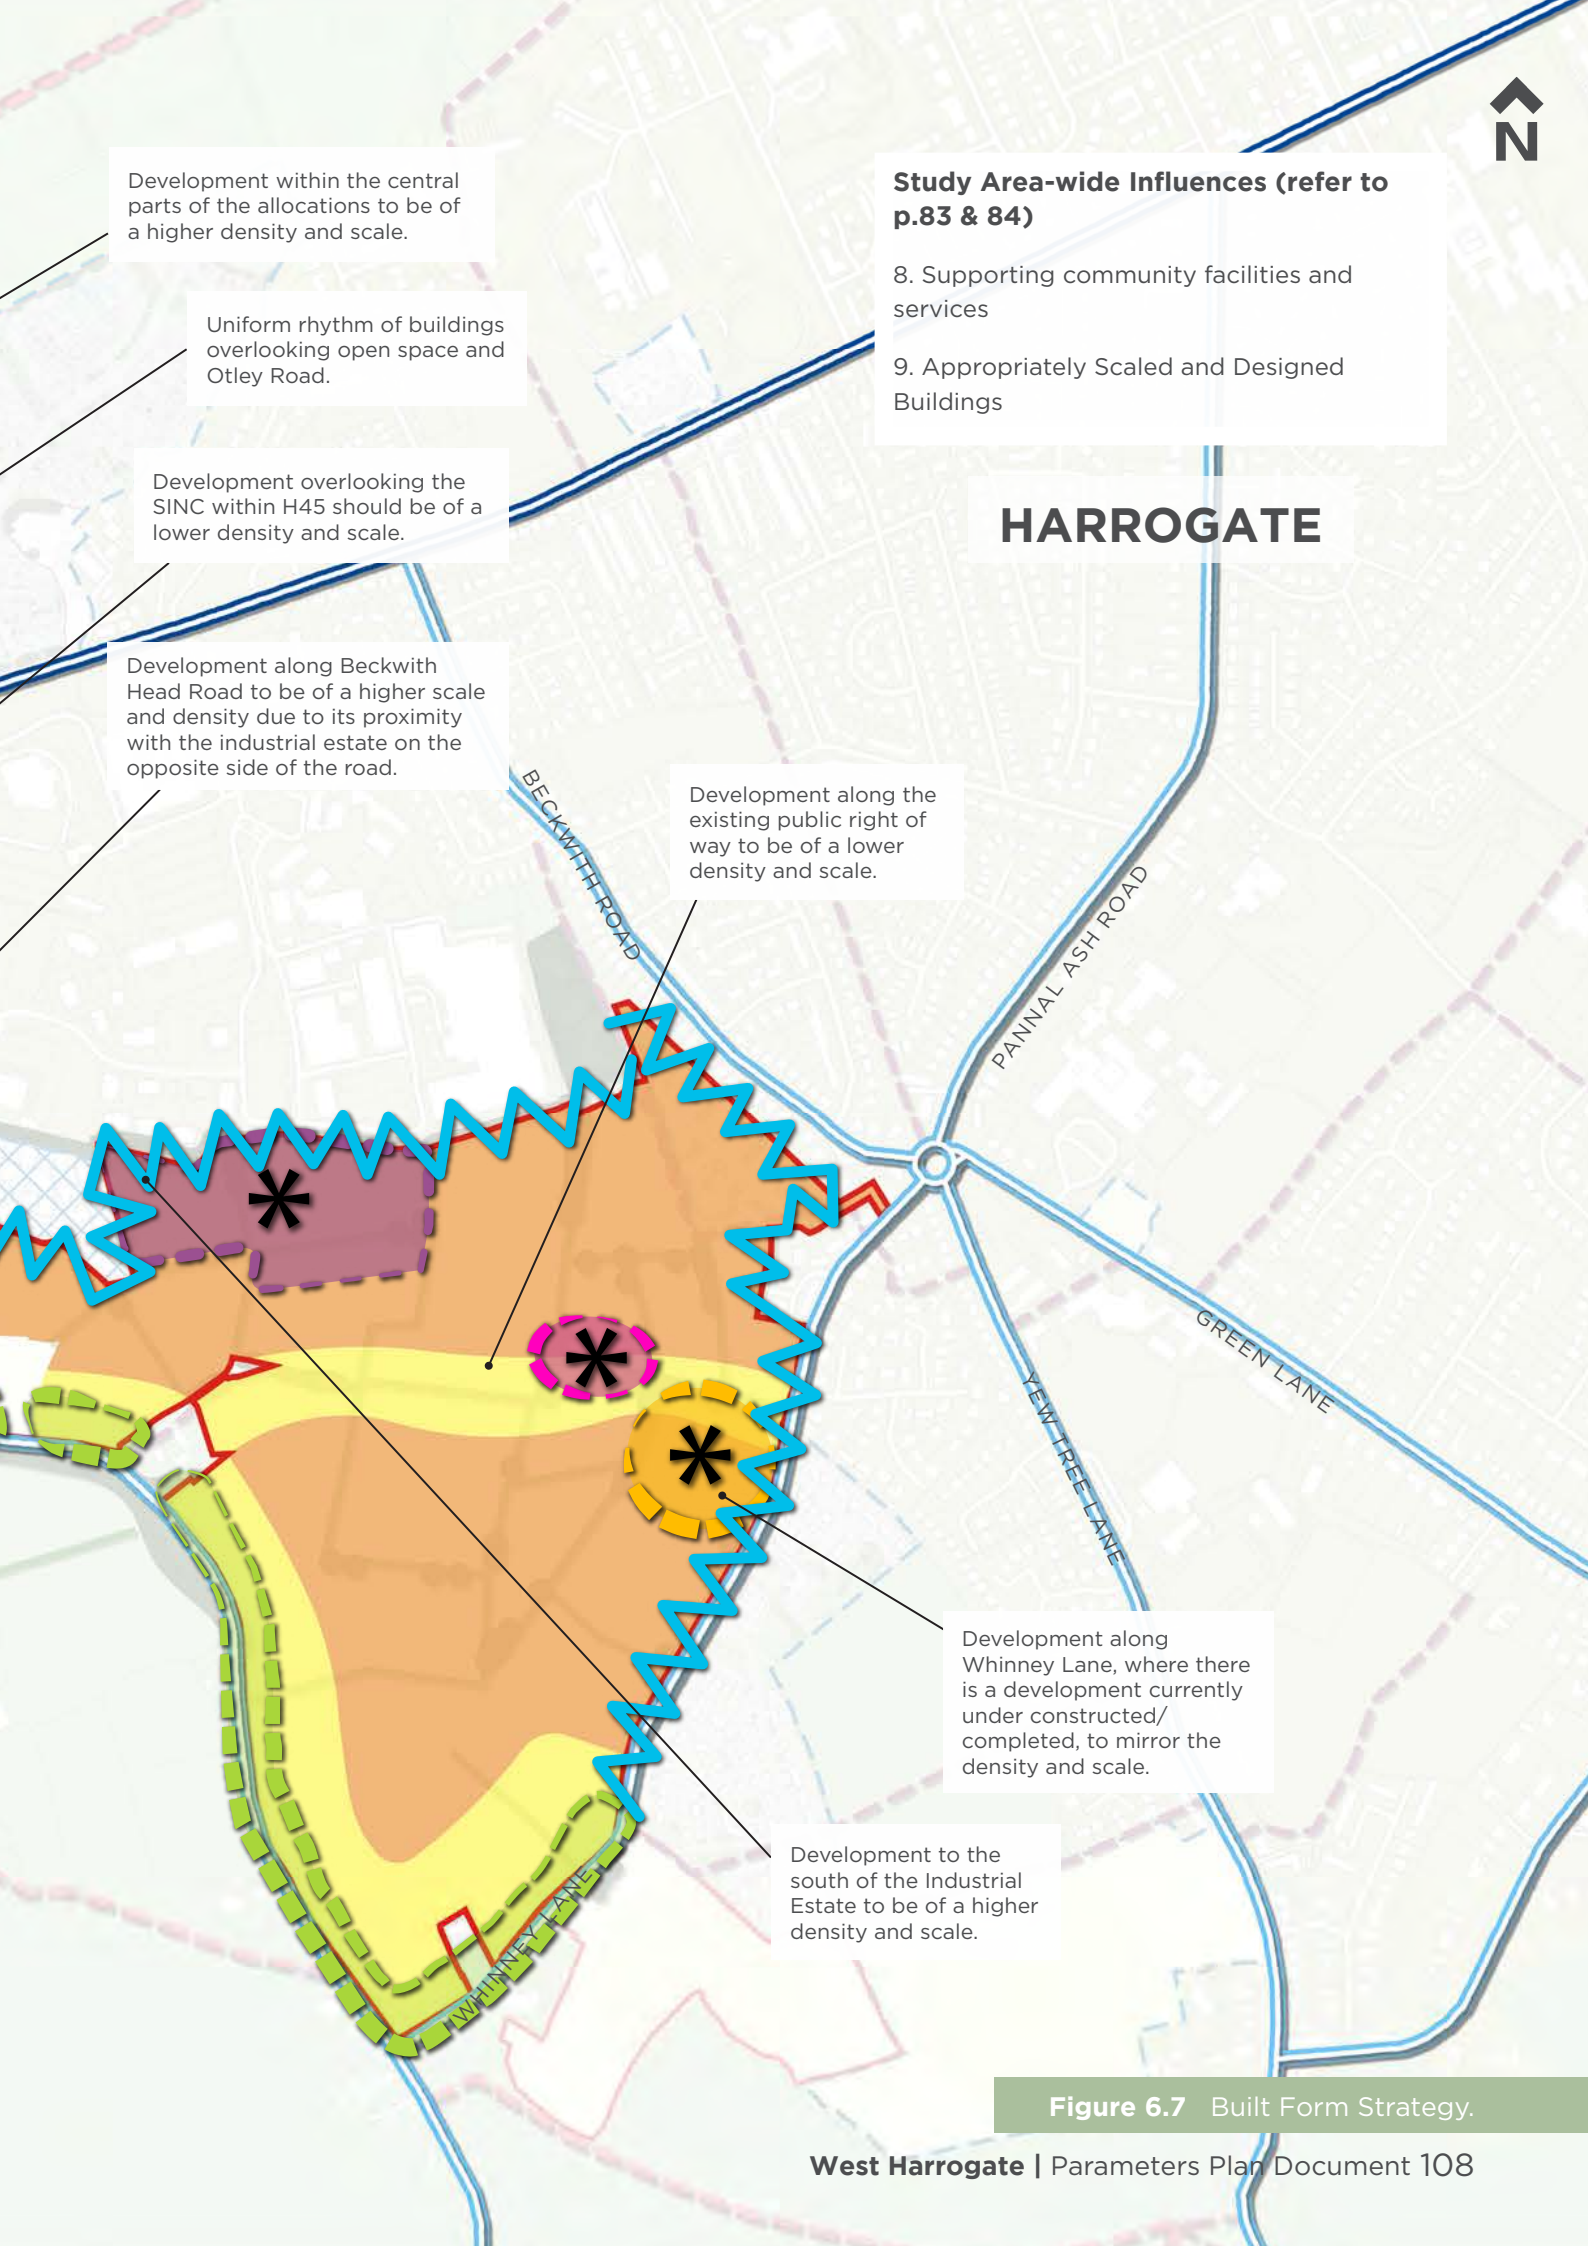 N
Development within the central
parts of the allocations to be of
a higher density and scale.
Study Area-wide Influences (refer to
p.83 & 84)
8. Supporting community facilities and
services
9. Appropriately Scaled and Designed
Buildings
Uniform rhythm of buildings
overlooking open space and
Otley Road.
Development overlooking the
SINC within H45 should be of a
lower density and scale.
HARROGATE
Development along Beckwith
Head Road to be of a higher scale
and density due to its proximity
with the industrial estate on the
opposite side of the road.
BECKWITH ROAD
Development along the
existing public right of
way to be of a lower
density and scale.
PANNAL ASH ROAD
GREEN LANE
YEW TREE LANE
Development along
Whinney Lane, where there
is a development currently
under constructed/
completed, to mirror the
density and scale.
Development to the
south of the Industrial
Estate to be of a higher
density and scale.
WHINNEY LANE
Figure 6.7 Built Form Strategy.
West Harrogate | Parameters Plan Document 108